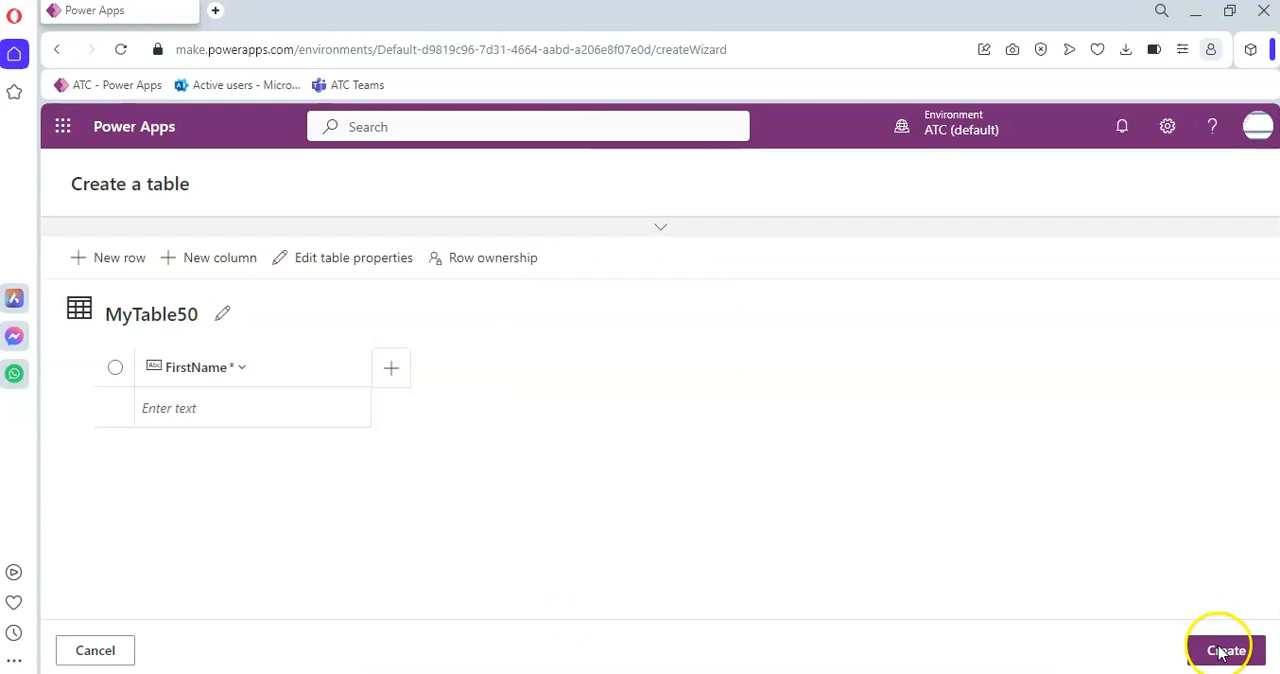 Power Apps
make.powerapps.com/environments/Default-d9819c96-7d31-4664-aabd-a206e8f07e0d/createWizard
ATC - Power Apps Active users - Micro... ATC Teams
Power Apps Search Environment
ATC (default)
Create a table
New row New column Edit table properties Row ownership
MyTable50
Abc FirstName *
Enter text
Cancel Create